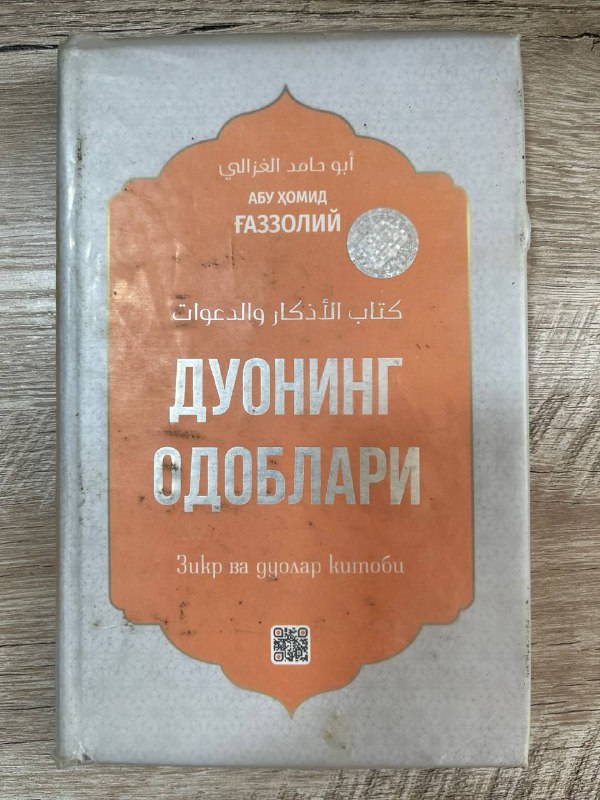 أبو حامد الغزالي
АБУ ҲОМИД
ҒАЗЗОЛИЙ
كتاب الأذكار والدعوات
ДУОНИНГ
ОДОБЛАРИ
Зикр ва дуолар китоби